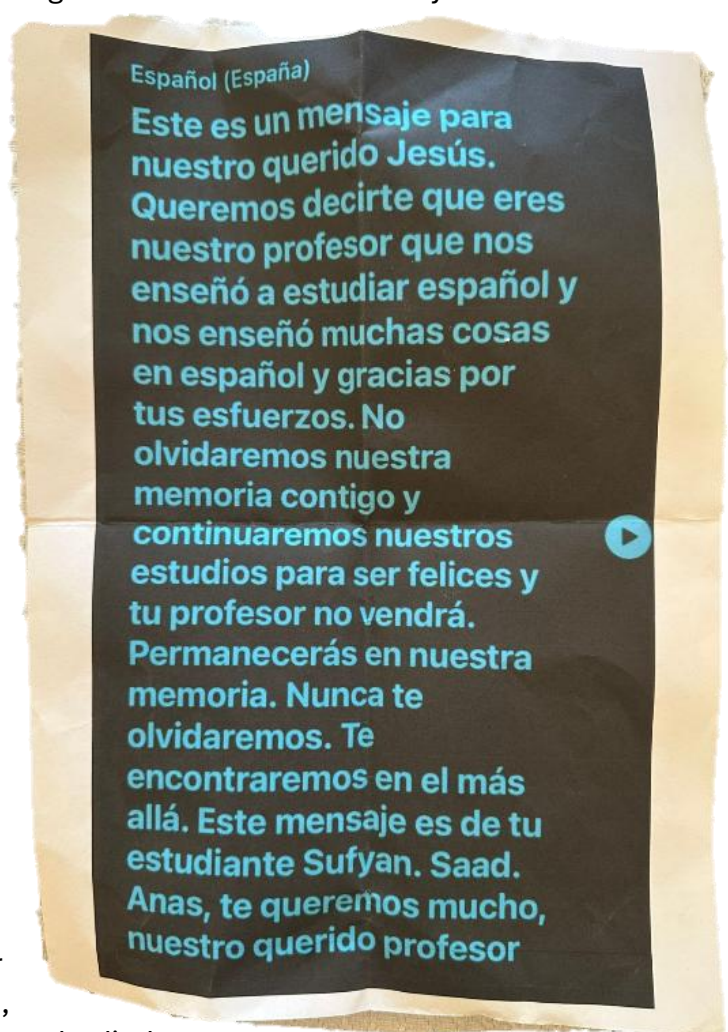 Español (España)
Este es un mensaje para
nuestro querido Jesús.
Queremos decirte que eres
nuestro profesor que nos
enseñó a estudiar español y
nos enseñó muchas cosas
en español y gracias por
tus esfuerzos. No
olvidaremos nuestra
memoria contigo y
continuaremos nuestros
estudios para ser felices y
tu profesor no vendrá.
Permanecerás en nuestra
memoria. Nunca te
olvidaremos. Te
encontraremos en el más
allá. Este mensaje es de tu
estudiante Sufyan. Saad.
Anas, te queremos mucho,
nuestro querido profesor